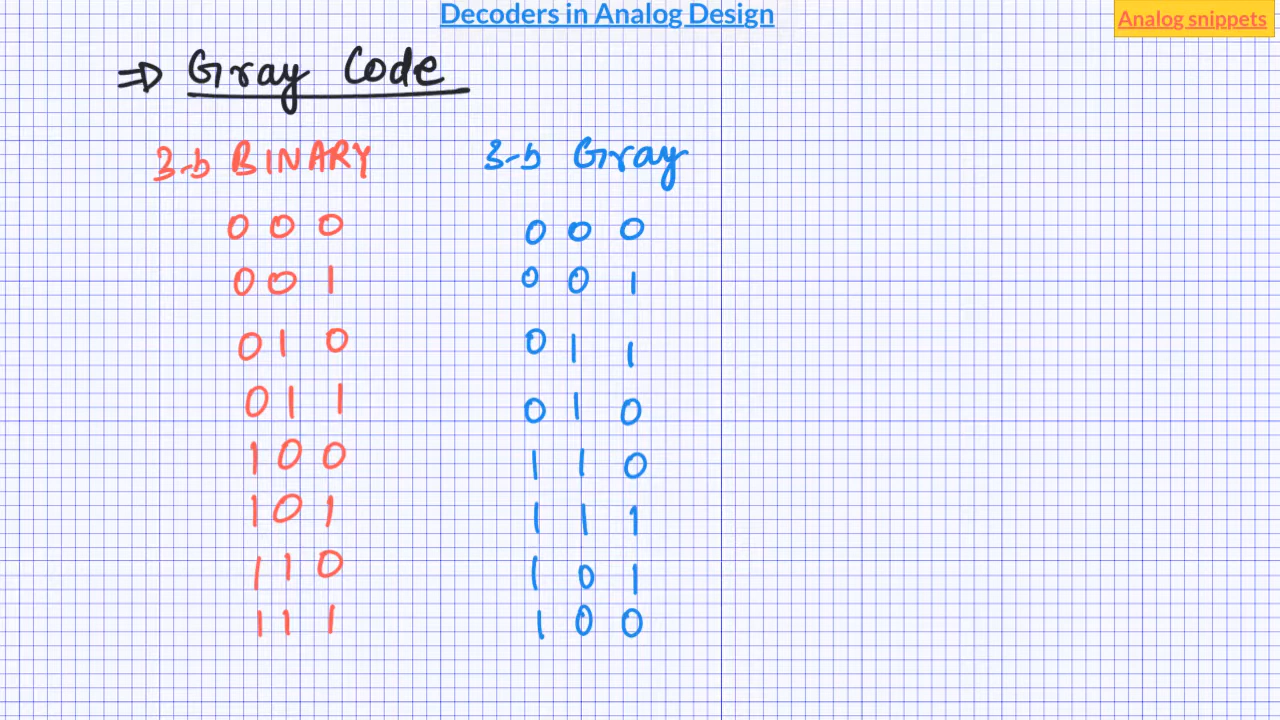 Decoders in Analog Design
Analog snippets
⇒ Gray Code
3-b BINARY 3-b Gray
0 0 0 0 0 0
0 0 1 0 0 1
0 1 0 0 1 1
0 1 1 0 1 0
1 0 0 1 1 0
1 0 1 1 1 1
1 1 0 1 0 1
1 1 1 1 0 0